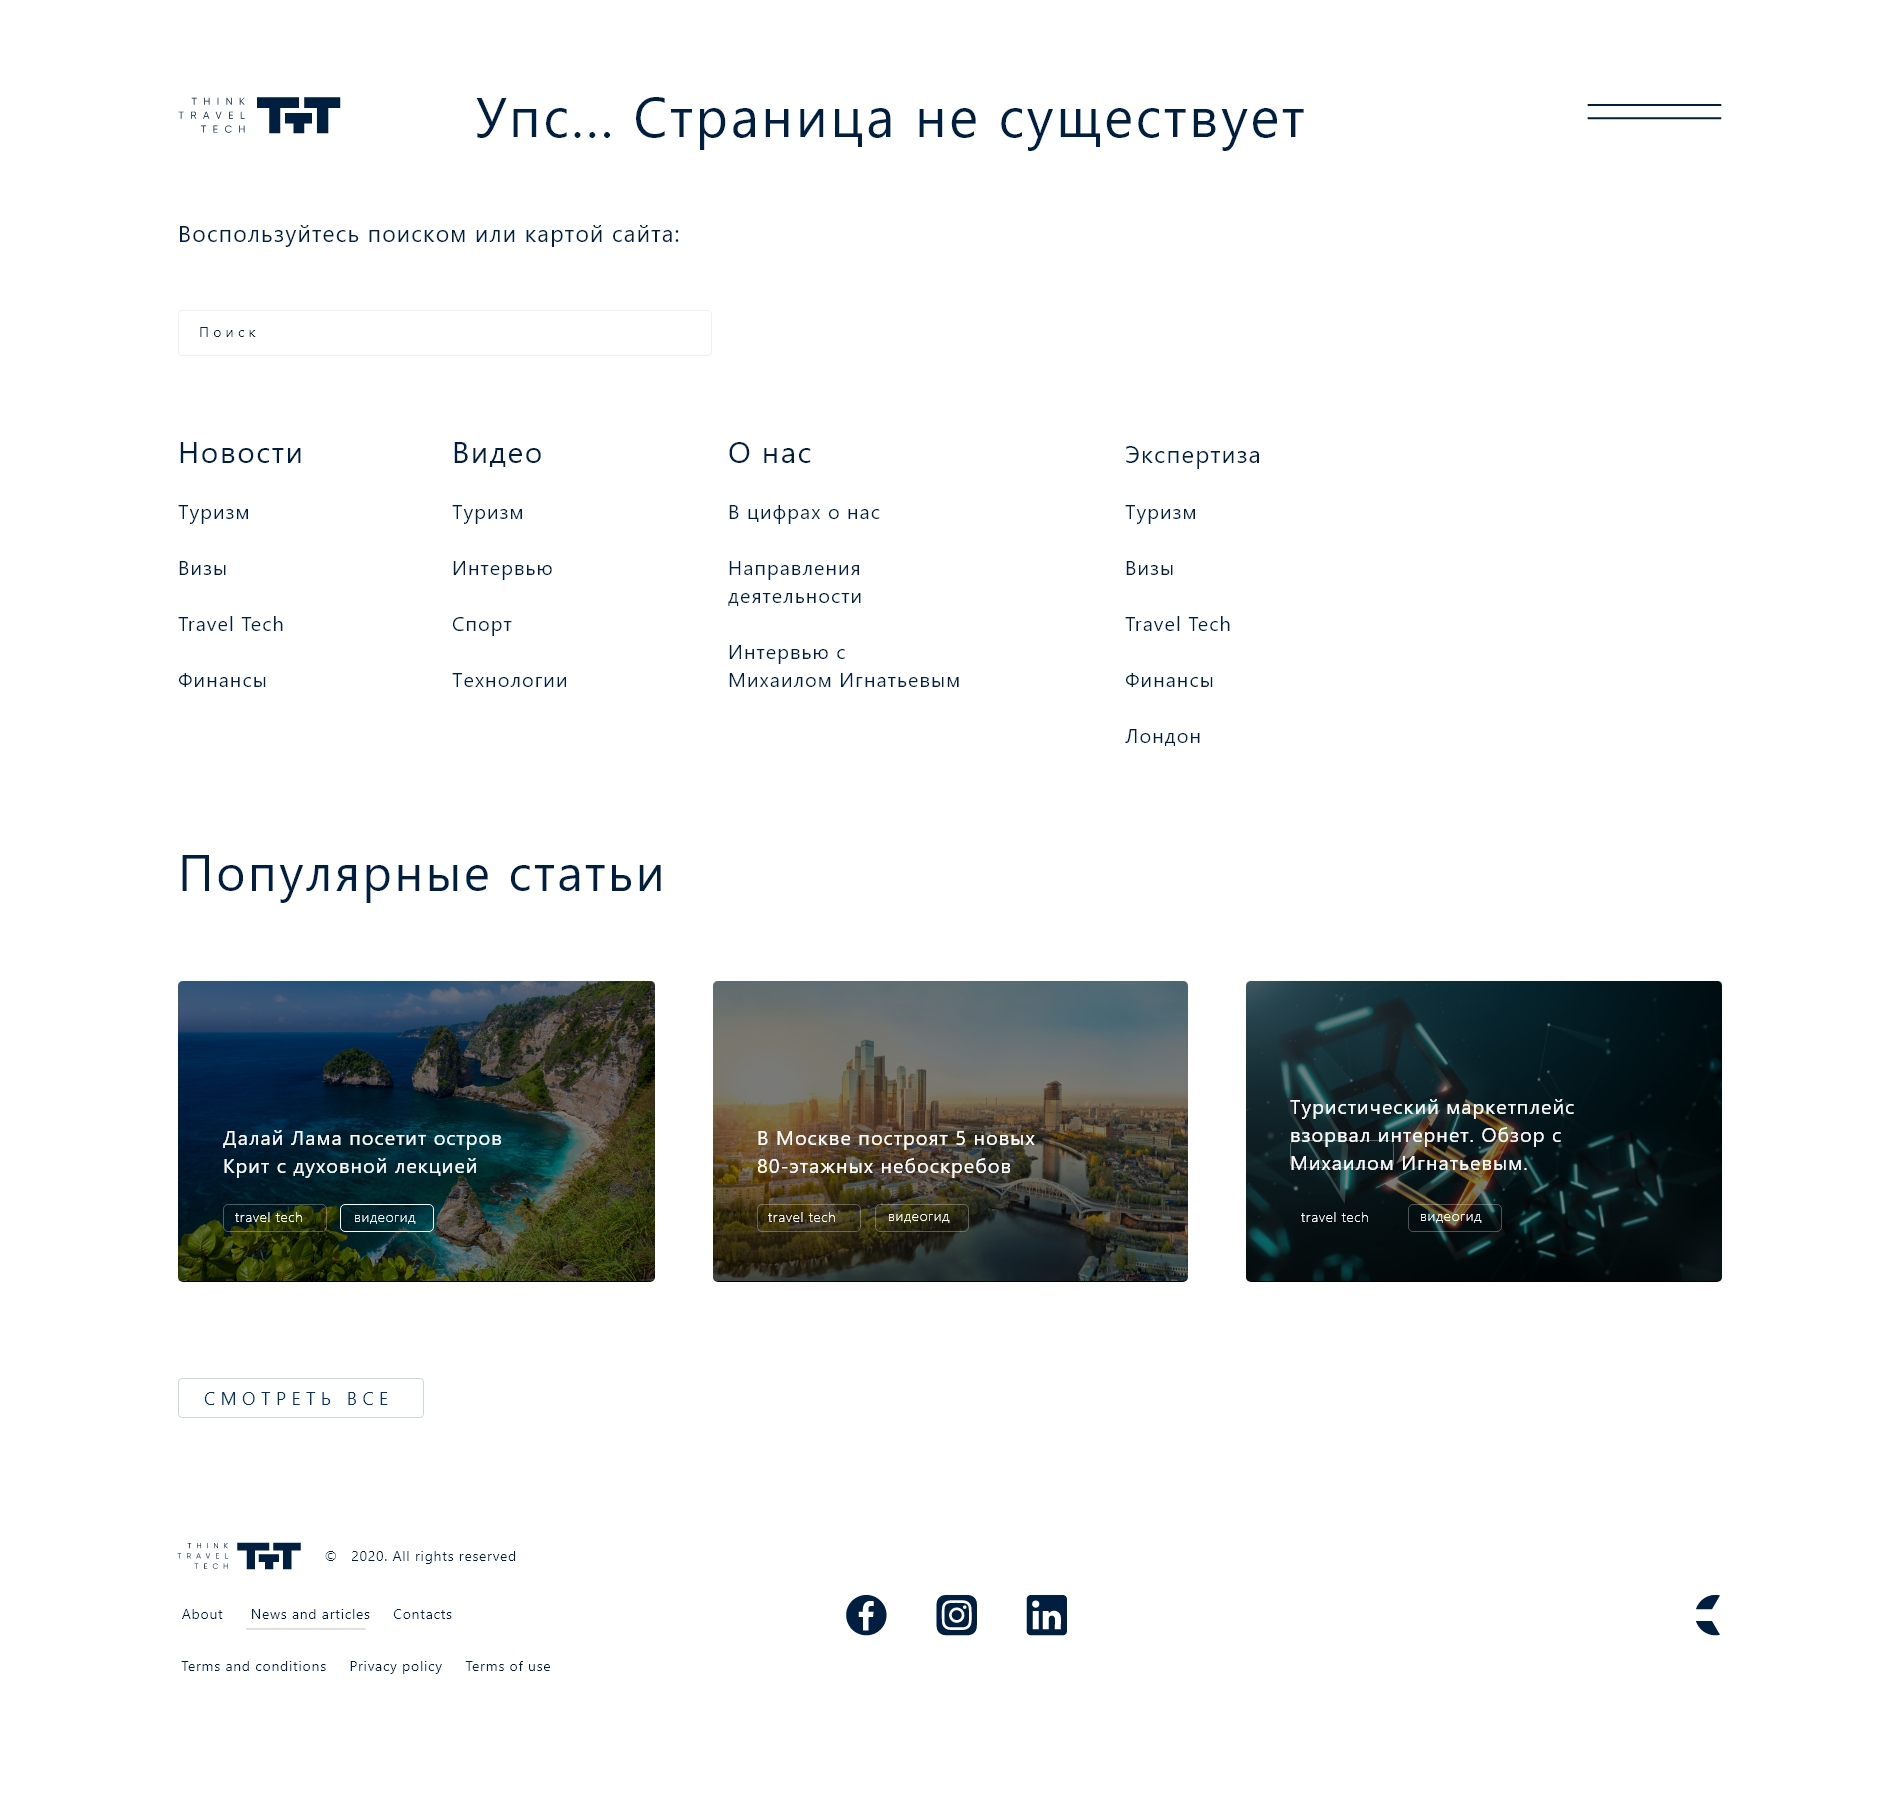 THINK
TRAVEL
TECH
TTT
Упс... Страница не существует
Воспользуйтесь поиском или картой сайта:
Поиск
Новости
Туризм
Визы
Travel Tech
Финансы
Видео
Туризм
Интервью
Спорт
Технологии
О нас
В цифрах о нас
Направления
деятельности
Интервью с
Михаилом Игнатьевым
Экспертиза
Туризм
Визы
Travel Tech
Финансы
Лондон
Популярные статьи
Далай Лама посетит остров
Крит с духовной лекцией
travel tech видеогид
В Москве построят 5 новых
80-этажных небоскребов
travel tech видеогид
Туристический маркетплейс
взорвал интернет. Обзор с
Михаилом Игнатьевым.
travel tech видеогид
СМОТРЕТЬ ВСЕ
THINK
TRAVEL
TECH
TTT
© 2020. All rights reserved
About News and articles Contacts
Terms and conditions Privacy policy Terms of use